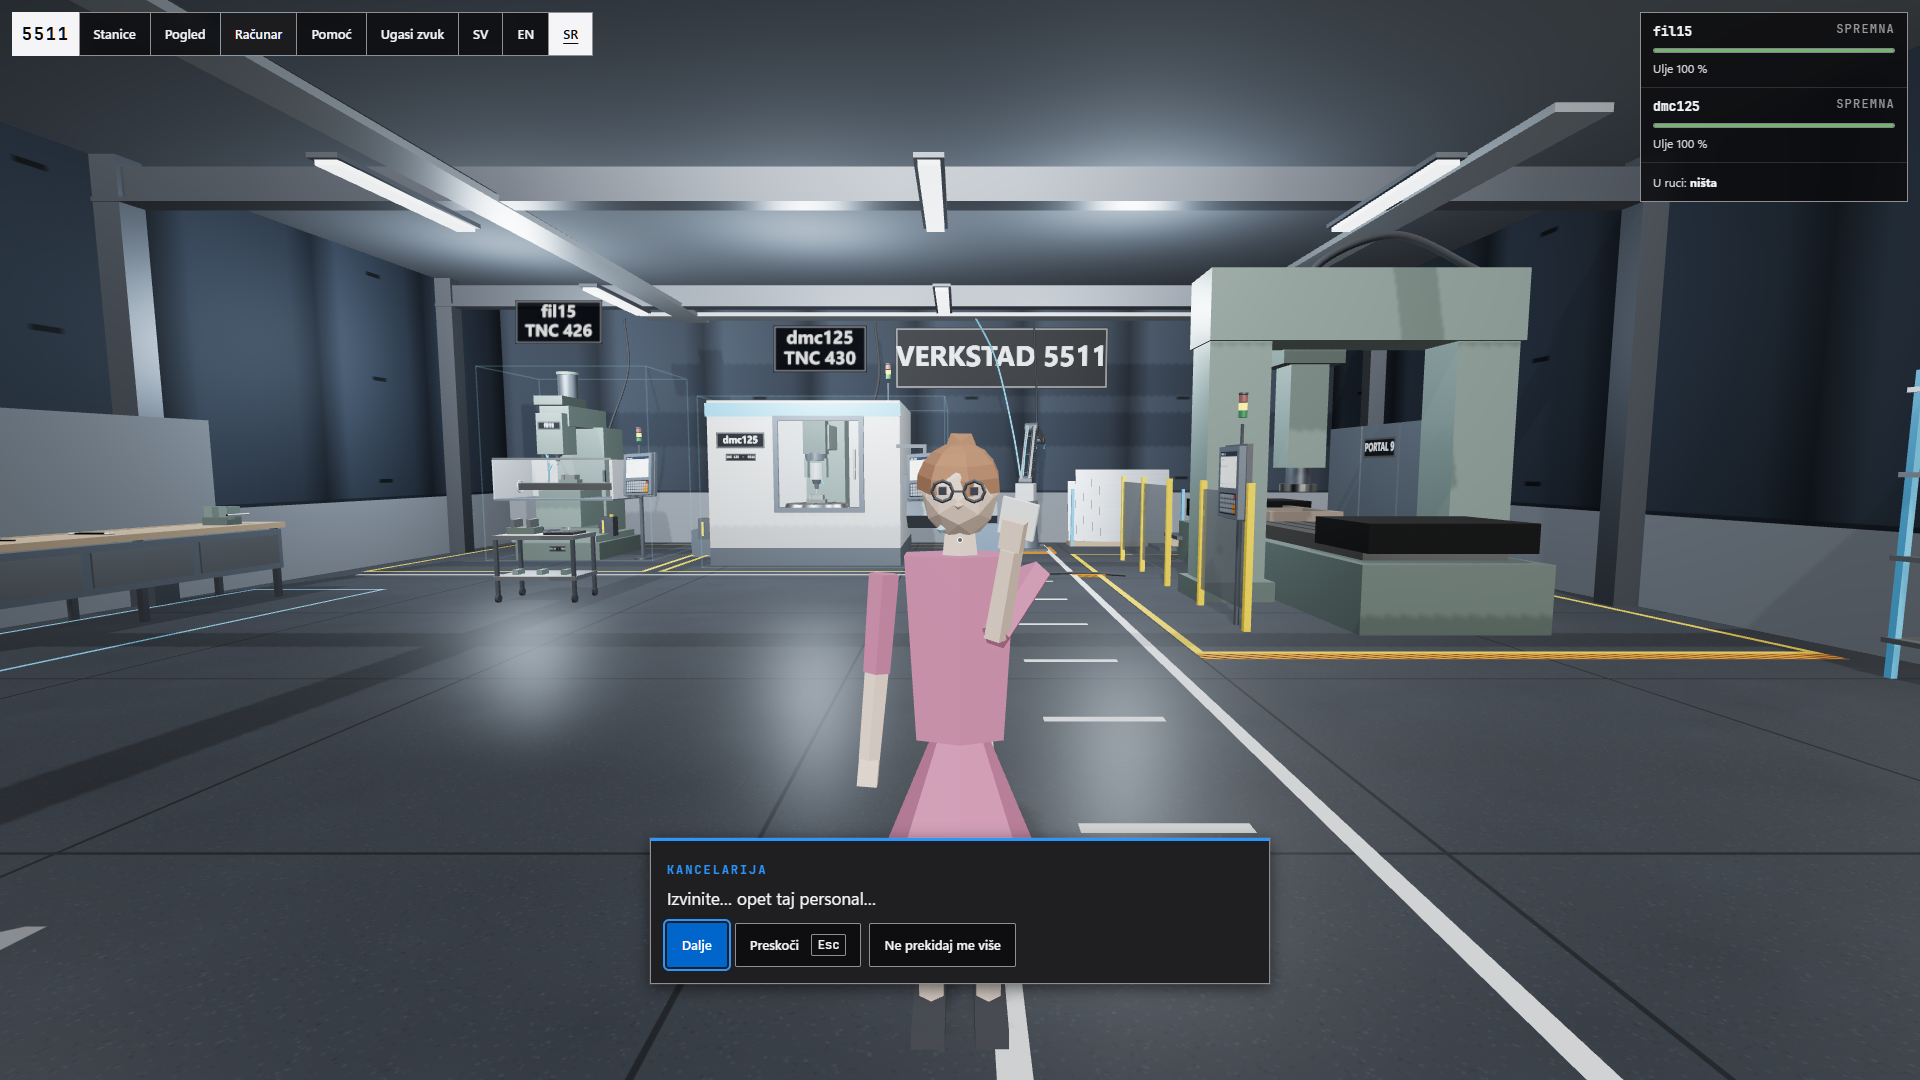 5511
Stanice
Pogled
Računar
Pomoć
Ugasi zvuk
SV
EN
SR
fil15 SPREMNA
Ulje 100 %
dmc125 SPREMNA
Ulje 100 %
U ruci: ništa
fil15
TNC 426
dmc125
TNC 430
VERKSTAD 5511
dmc125
PORTAL 9
KANCELARIJA
Izvinite... opet taj personal...
Dalje
Preskoči Esc
Ne prekidaj me više